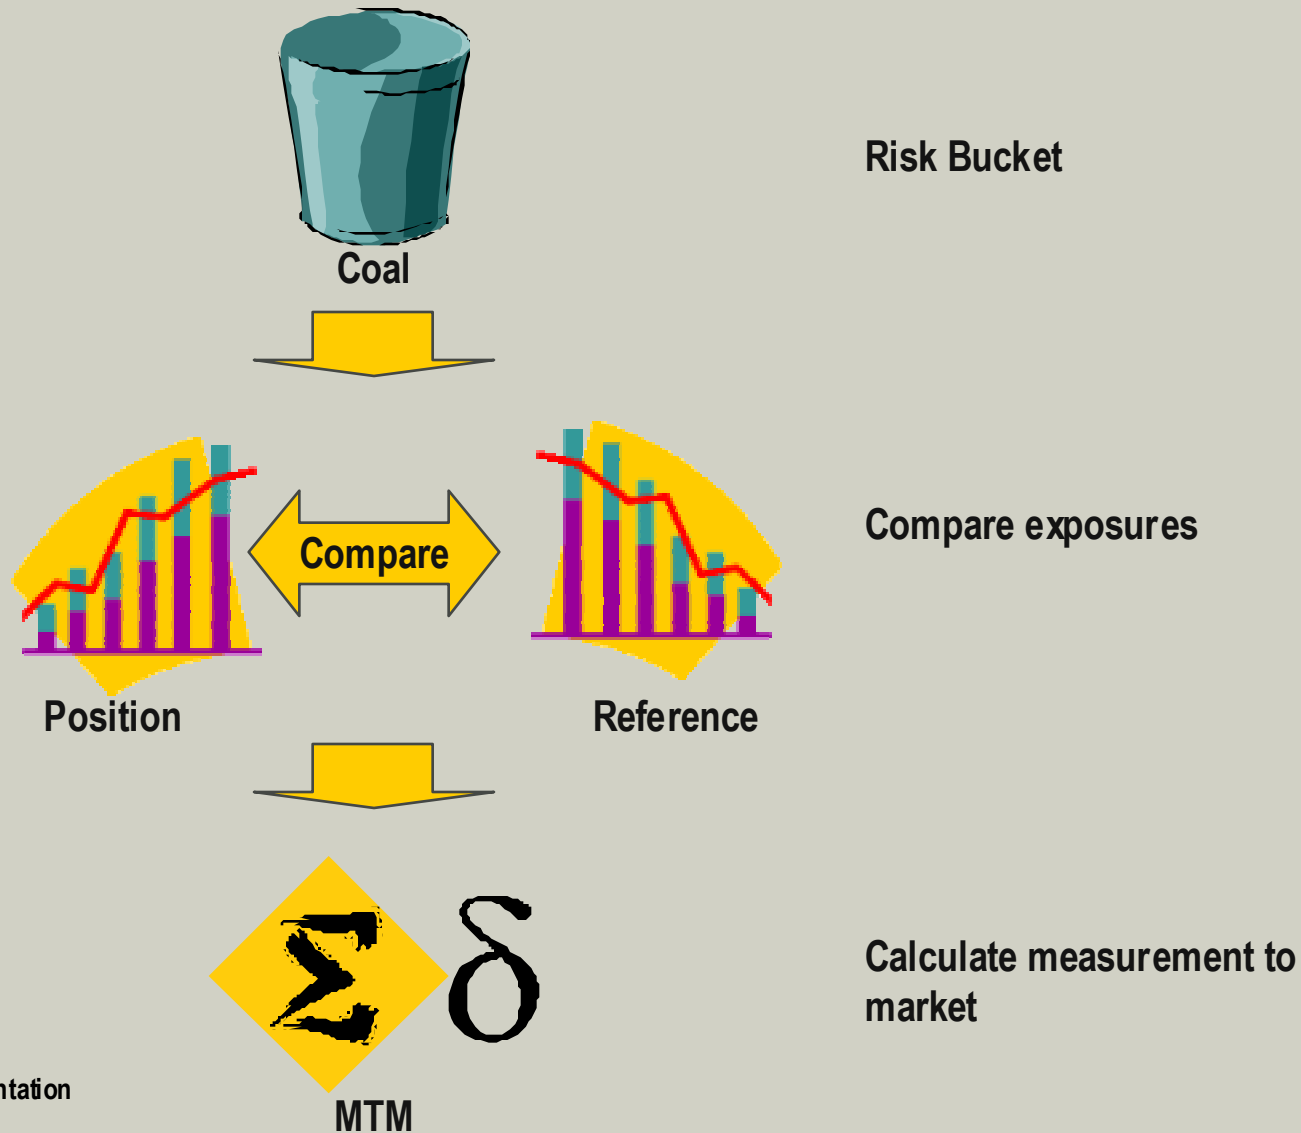 Risk Bucket
Coal
Compare exposures
Compare
Position
Reference
Σ δ
Calculate measurement to
market
ntation
MTM